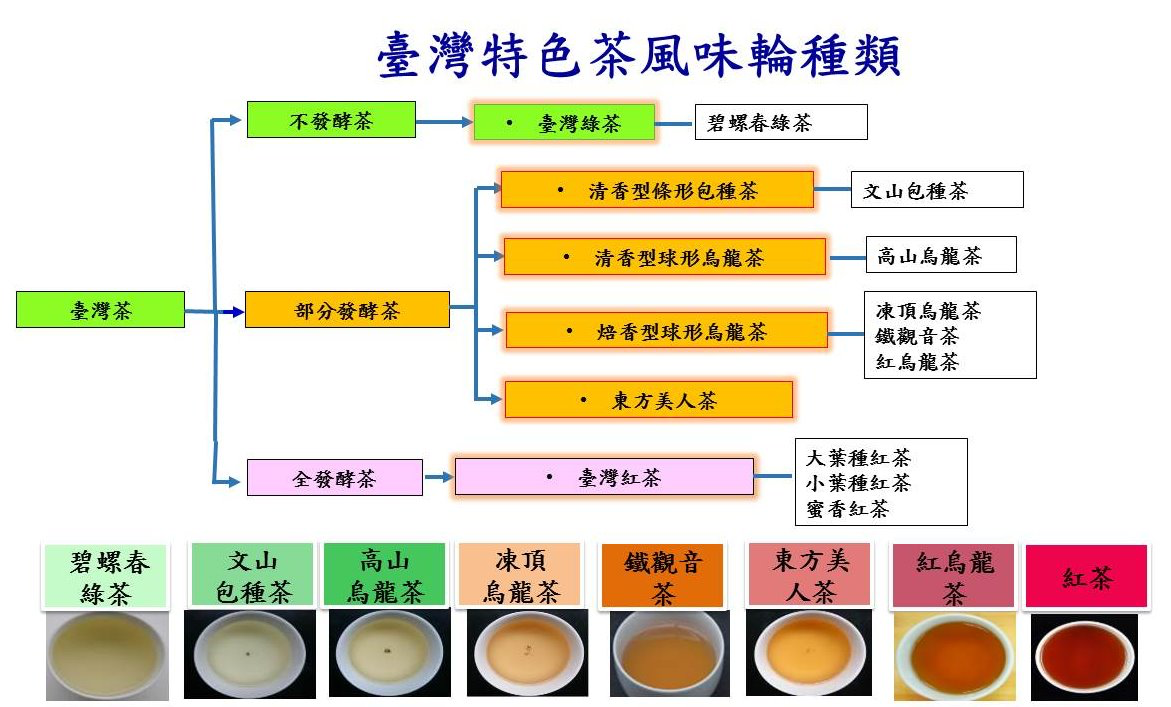 臺灣特色茶風味輪種類
不發酵茶
• 臺灣綠茶
碧螺春綠茶
• 清香型條形包種茶
文山包種茶
• 清香型球形烏龍茶
高山烏龍茶
臺灣茶
部分發酵茶
• 焙香型球形烏龍茶
凍頂烏龍茶
鐵觀音茶
紅烏龍茶
• 東方美人茶
全發酵茶
• 臺灣紅茶
大葉種紅茶
小葉種紅茶
蜜香紅茶
碧螺春
綠茶
文山
包種茶
高山
烏龍茶
凍頂
烏龍茶
鐵觀音
茶
東方美
人茶
紅烏龍
茶
紅茶